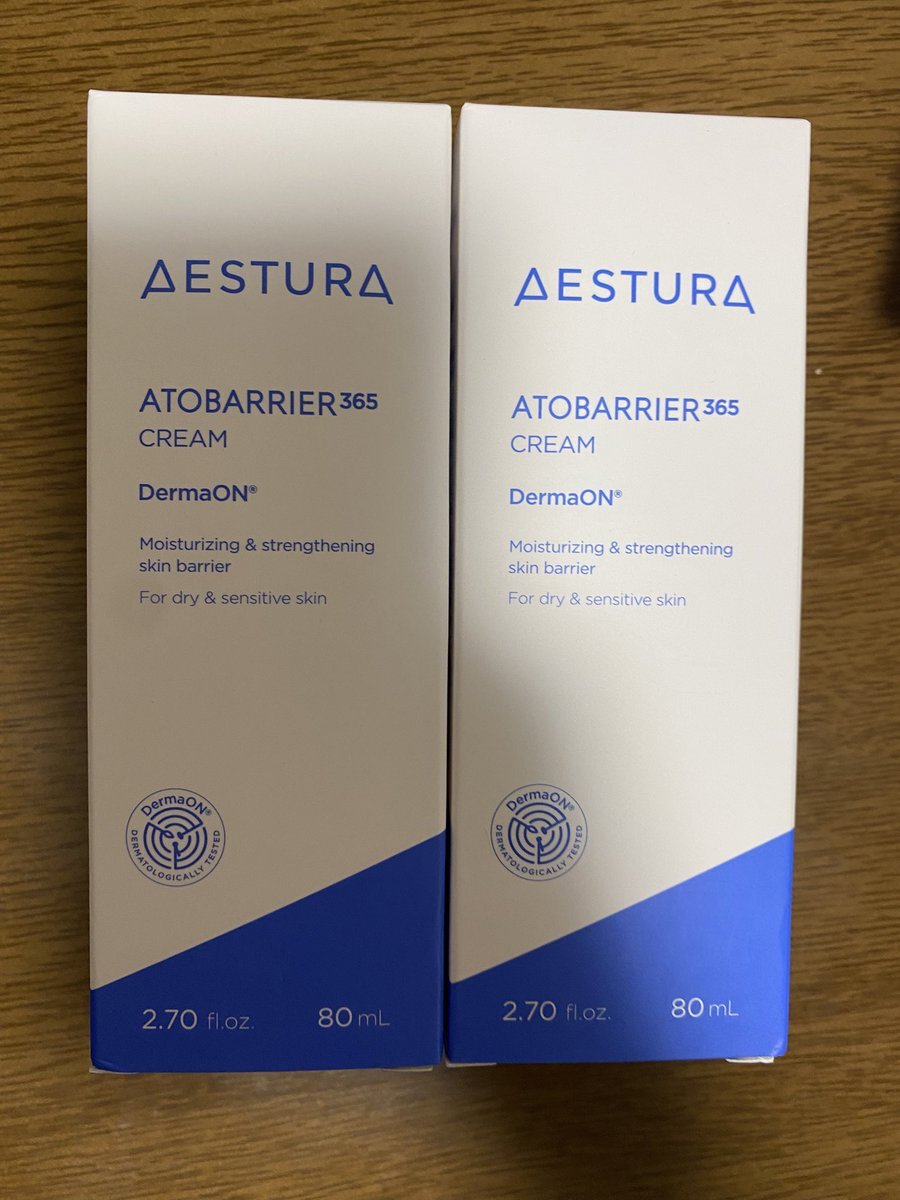 AESTURA
ATOBARRIER365
CREAM
DermaON®
Moisturizing & strengthening
skin barrier
For dry & sensitive skin
DermaON®
DERMATOLOGICALLY TESTED
2.70 fl.oz. 80mL
AESTURA
ATOBARRIER365
CREAM
DermaON®
Moisturizing & strengthening
skin barrier
For dry & sensitive skin
DermaON®
DERMATOLOGICALLY TESTED
2.70 fl.oz. 80mL